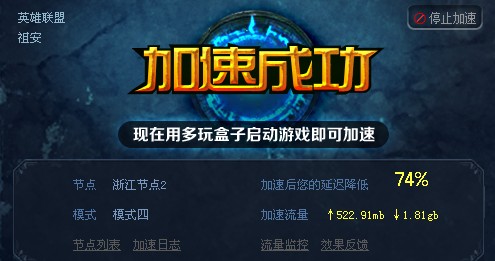 英雄联盟
祖安
停止加速
加速成功
现在用多玩盒子启动游戏即可加速
节点 浙江节点2 加速后您的延迟降低 74%
模式 模式四 加速流量 ↑522.91mb ↓1.81gb
节点列表 加速日志 流量监控 效果反馈